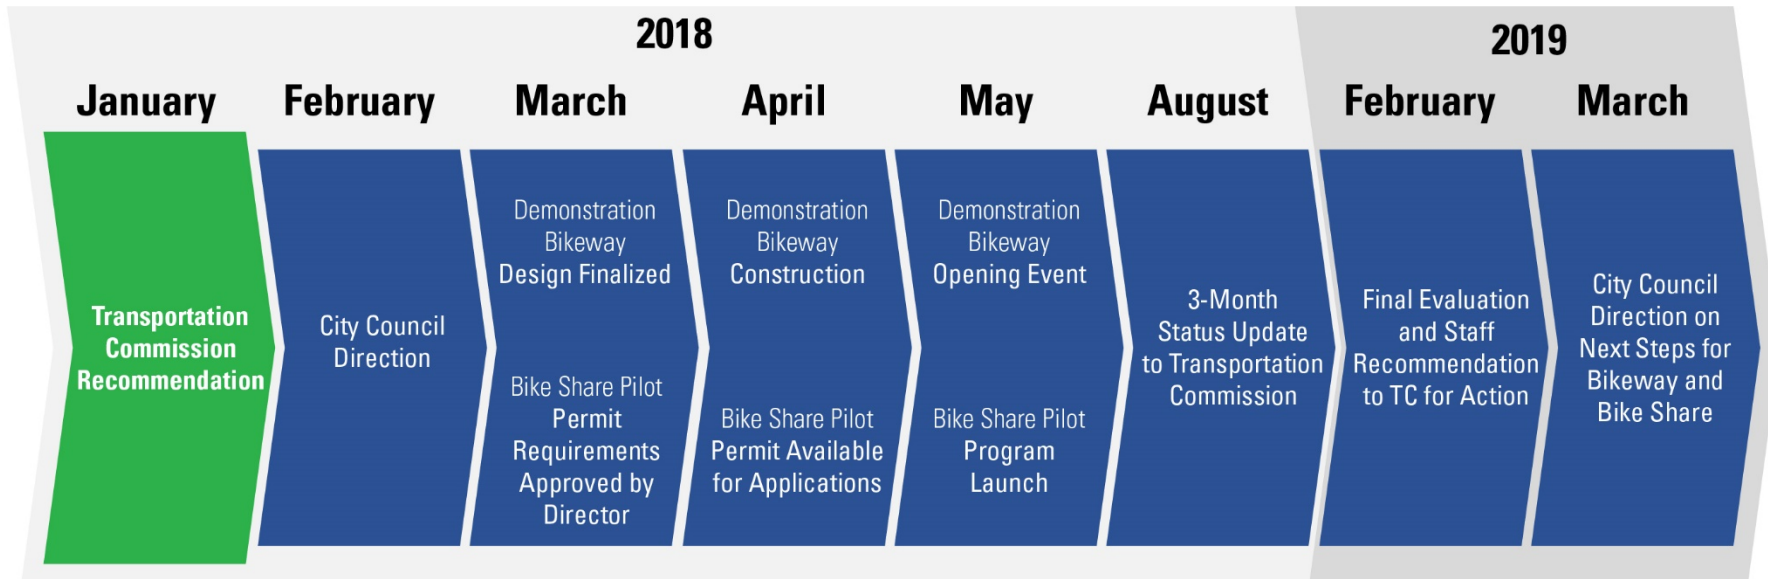 2018
2019
January
February
March
April
May
August
February
March
Transportation
Commission
Recommendation
City Council
Direction
Demonstration
Bikeway
Design Finalized
Bike Share Pilot
Permit
Requirements
Approved by
Director
Demonstration
Bikeway
Construction
Bike Share Pilot
Permit Available
for Applications
Demonstration
Bikeway
Opening Event
Bike Share Pilot
Program
Launch
3-Month
Status Update
to Transportation
Commission
Final Evaluation
and Staff
Recommendation
to TC for Action
City Council
Direction on
Next Steps for
Bikeway and
Bike Share